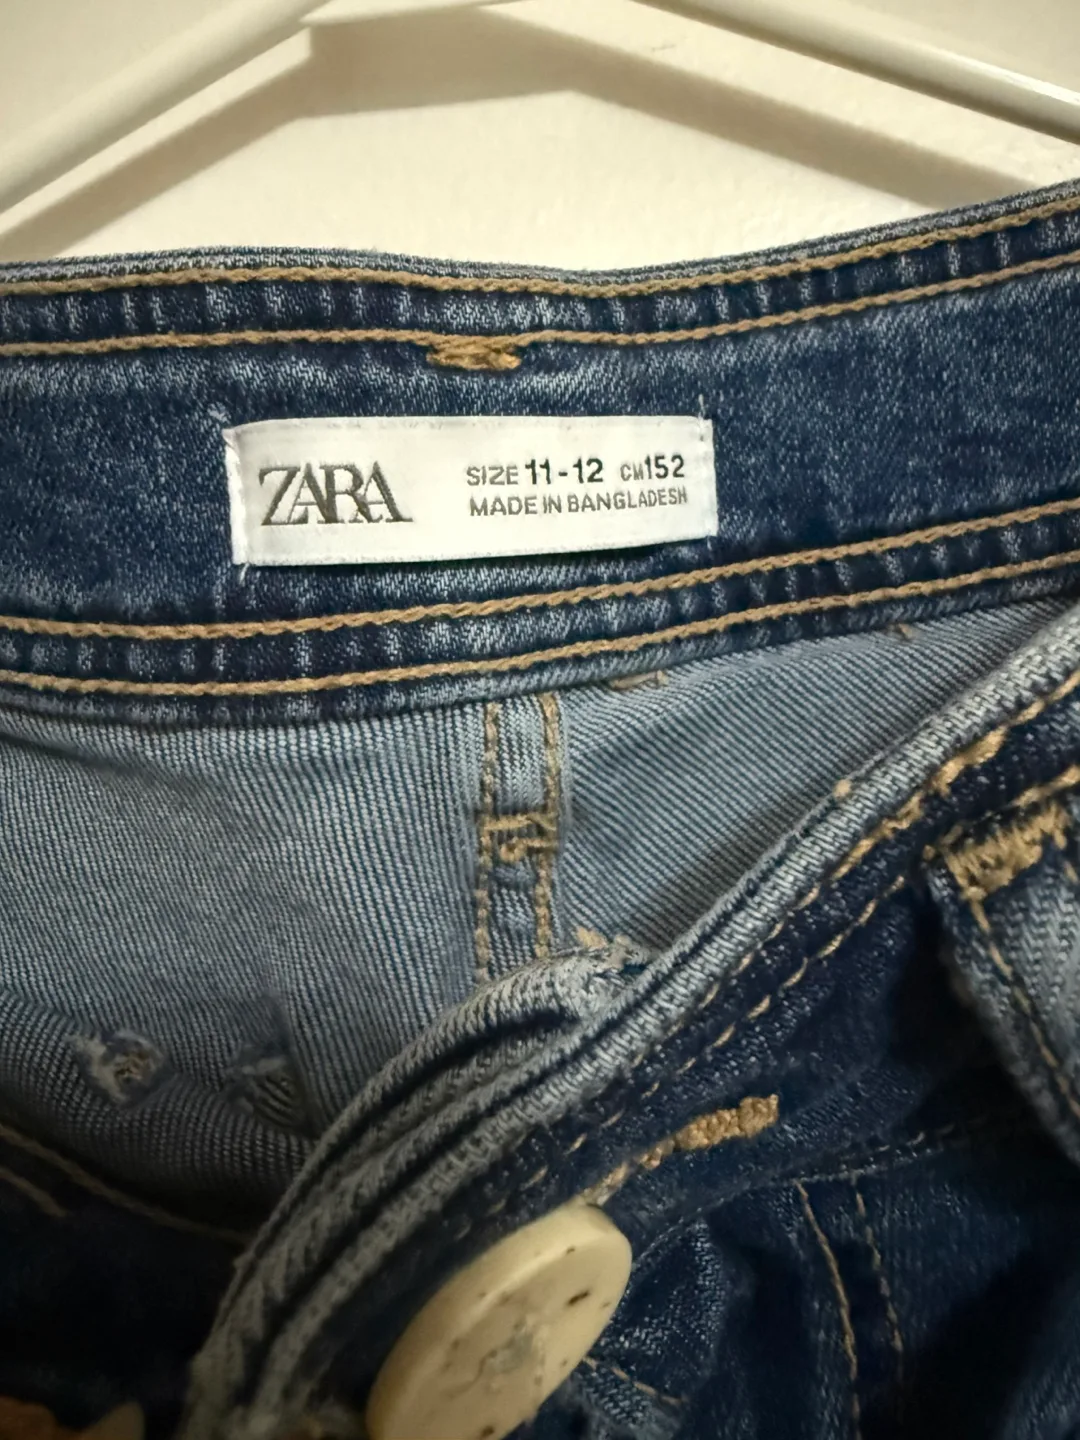 ZARA
SIZE 11-12 CM152
MADE IN BANGLADESH